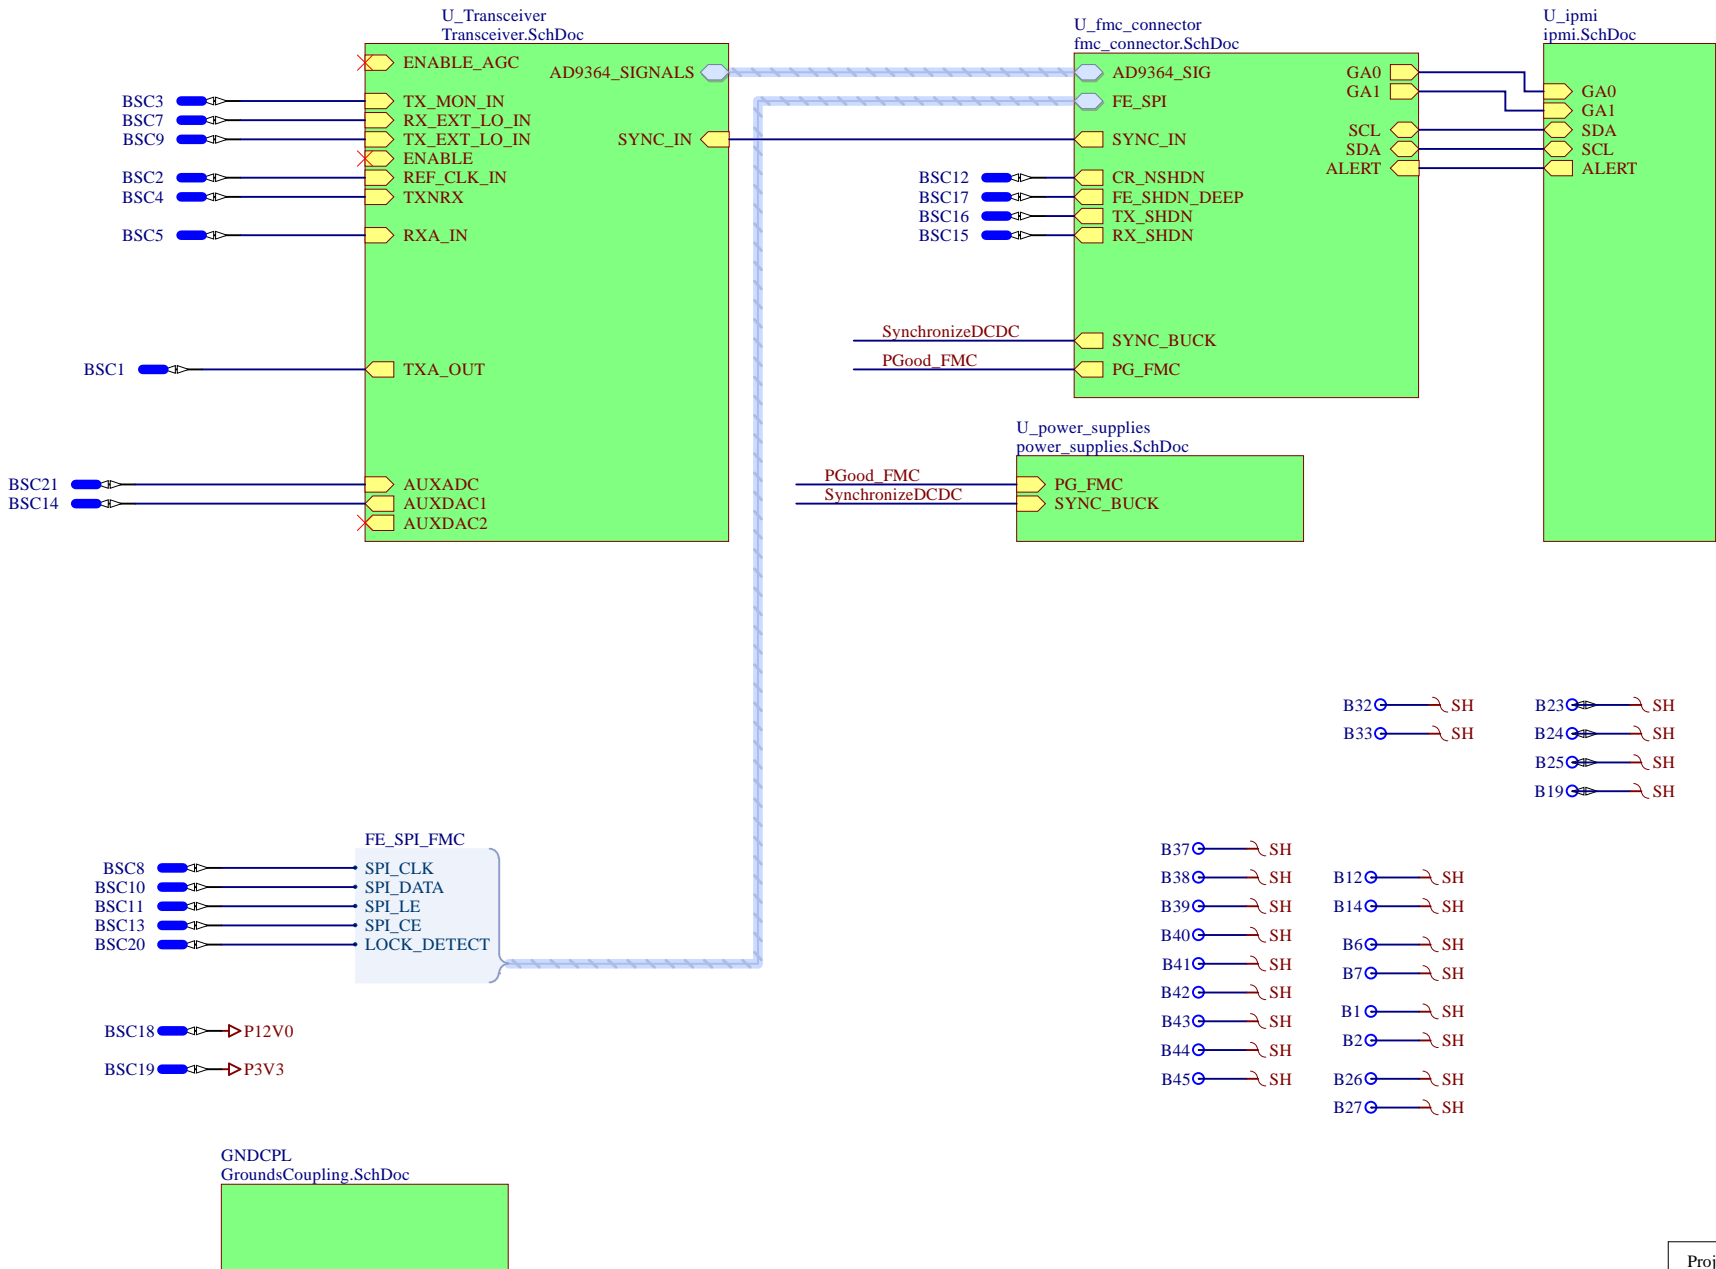 U_Transceiver
Transceiver.SchDoc
ENABLE_AGC
AD9364_SIGNALS
BSC3 TX_MON_IN
BSC7 RX_EXT_LO_IN
BSC9 TX_EXT_LO_IN
SYNC_IN
ENABLE
BSC2 REF_CLK_IN
BSC4 TXNRX
BSC5 RXA_IN
BSC1 TXA_OUT
BSC21 AUXADC
BSC14 AUXDAC1
AUXDAC2
U_fmc_connector
fmc_connector.SchDoc
AD9364_SIG GA0
FE_SPI GA1
SYNC_IN SCL
SDA
ALERT
BSC12 CR_NSHDN
BSC17 FE_SHDN_DEEP
BSC16 TX_SHDN
BSC15 RX_SHDN
SynchronizeDCDC SYNC_BUCK
PGood_FMC PG_FMC
U_ipmi
ipmi.SchDoc
GA0
GA1
SDA
SCL
ALERT
U_power_supplies
power_supplies.SchDoc
PGood_FMC PG_FMC
SynchronizeDCDC SYNC_BUCK
B32 SH
B33 SH
B23 SH
B24 SH
B25 SH
B19 SH
FE_SPI_FMC
BSC8 SPI_CLK
BSC10 SPI_DATA
BSC11 SPI_LE
BSC13 SPI_CE
BSC20 LOCK_DETECT
BSC18 P12V0
BSC19 P3V3
B37 SH
B38 SH
B39 SH
B40 SH
B41 SH
B42 SH
B43 SH
B44 SH
B45 SH
B12 SH
B14 SH
B6 SH
B7 SH
B1 SH
B2 SH
B26 SH
B27 SH
GNDCPL
GroundsCoupling.SchDoc
Proj